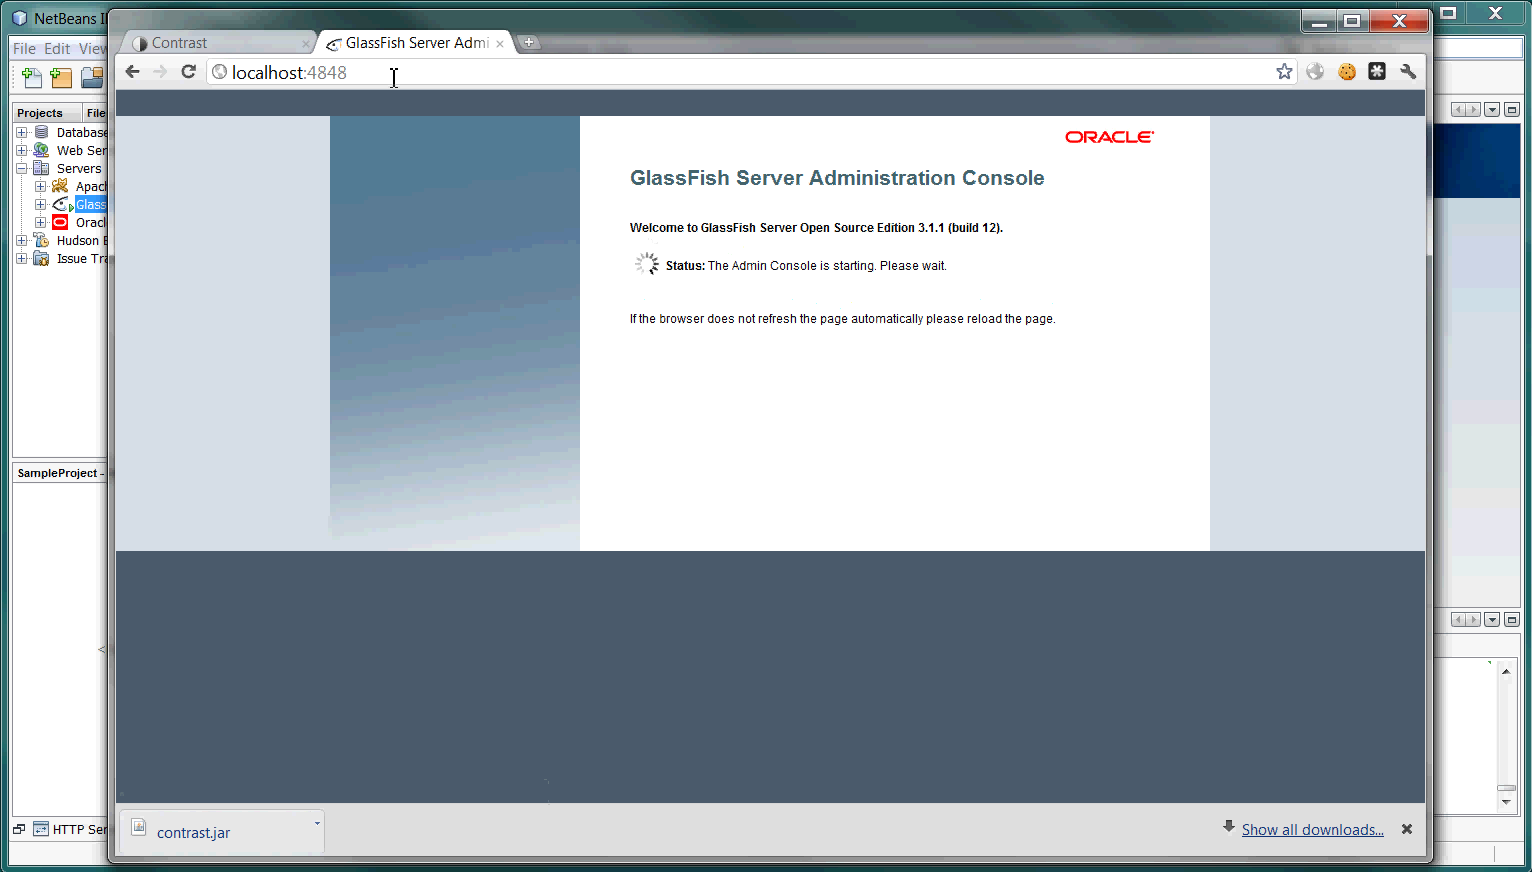 NetBeans I
Contrast
GlassFish Server Admi
File Edit View
localhost:4848
Projects
File
ORACLE
Database
Web Ser
Servers
Apach
Glass
Oracl
Hudson B
Issue Tra
GlassFish Server Administration Console
Welcome to GlassFish Server Open Source Edition 3.1.1 (build 12).
Status: The Admin Console is starting. Please wait.
If the browser does not refresh the page automatically please reload the page.
SampleProject -
HTTP Ser
contrast.jar
Show all downloads...